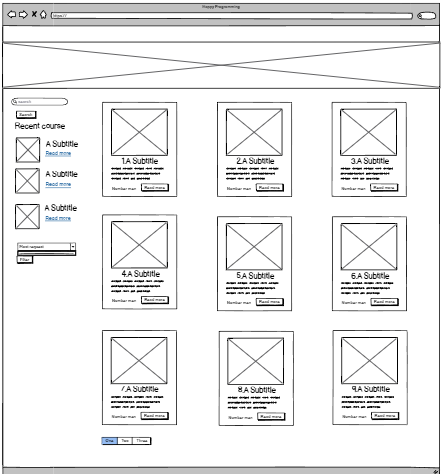 Happy Programming
https://
search
Search
Recent course
A Subtitle
Read more
A Subtitle
Read more
A Subtitle
Read more
Most request
Filter
1.A Subtitle
Number man Read more
2.A Subtitle
Number man Read more
3.A Subtitle
Number man Read more
4.A Subtitle
Number man Read more
5.A Subtitle
Number man Read more
6.A Subtitle
Number man Read more
7.A Subtitle
Number man Read more
8.A Subtitle
Number man Read more
9.A Subtitle
Number man Read more
One Two Three